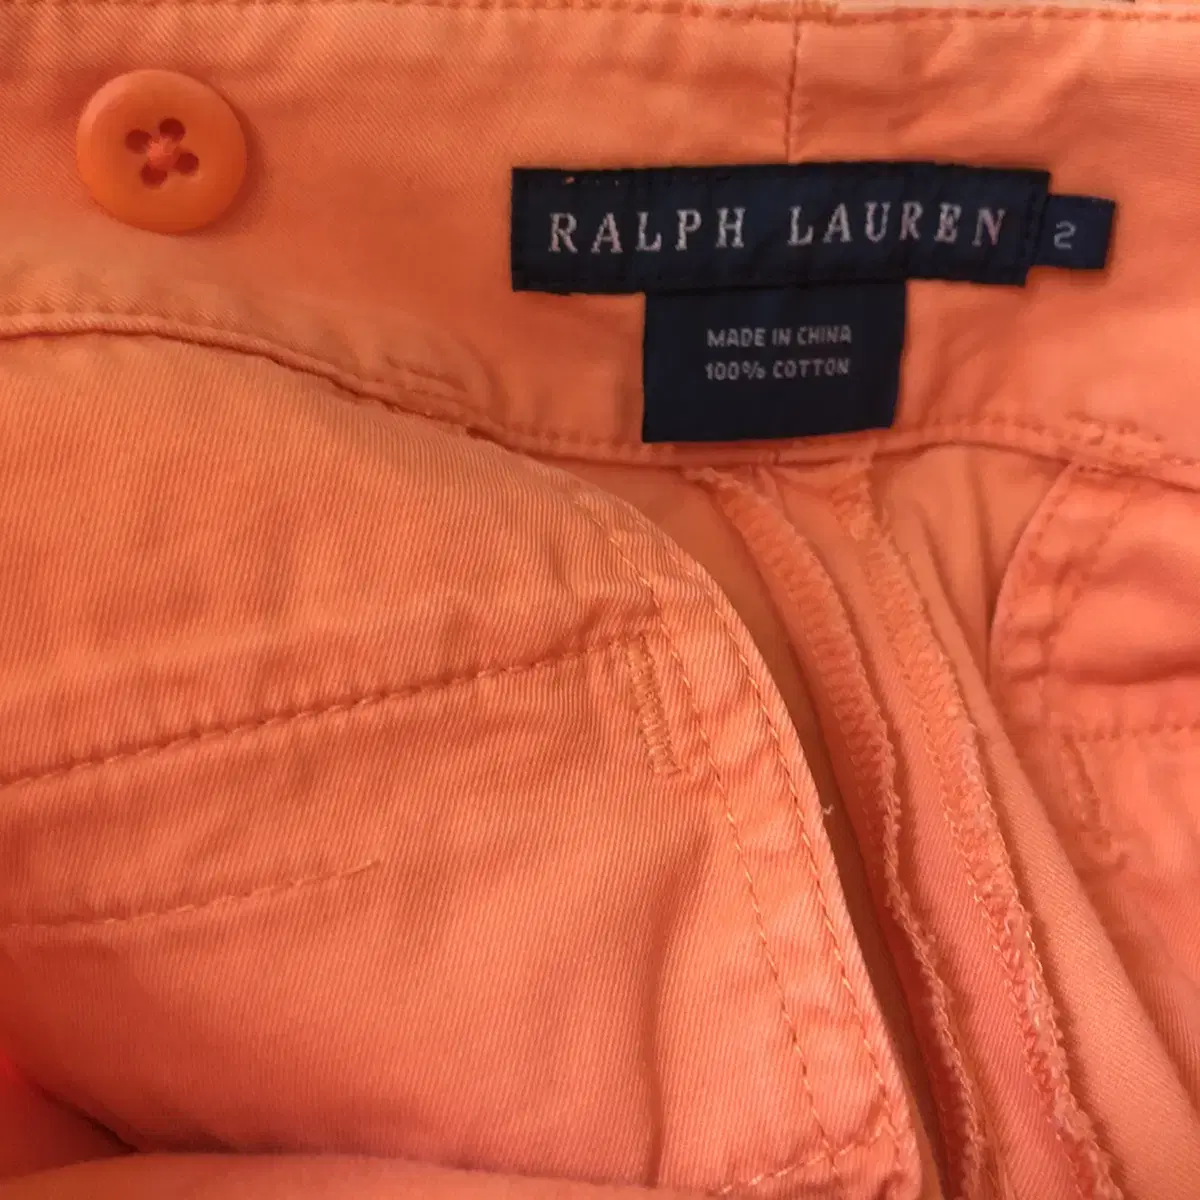 RALPH LAUREN
2
MADE IN CHINA
100% COTTON